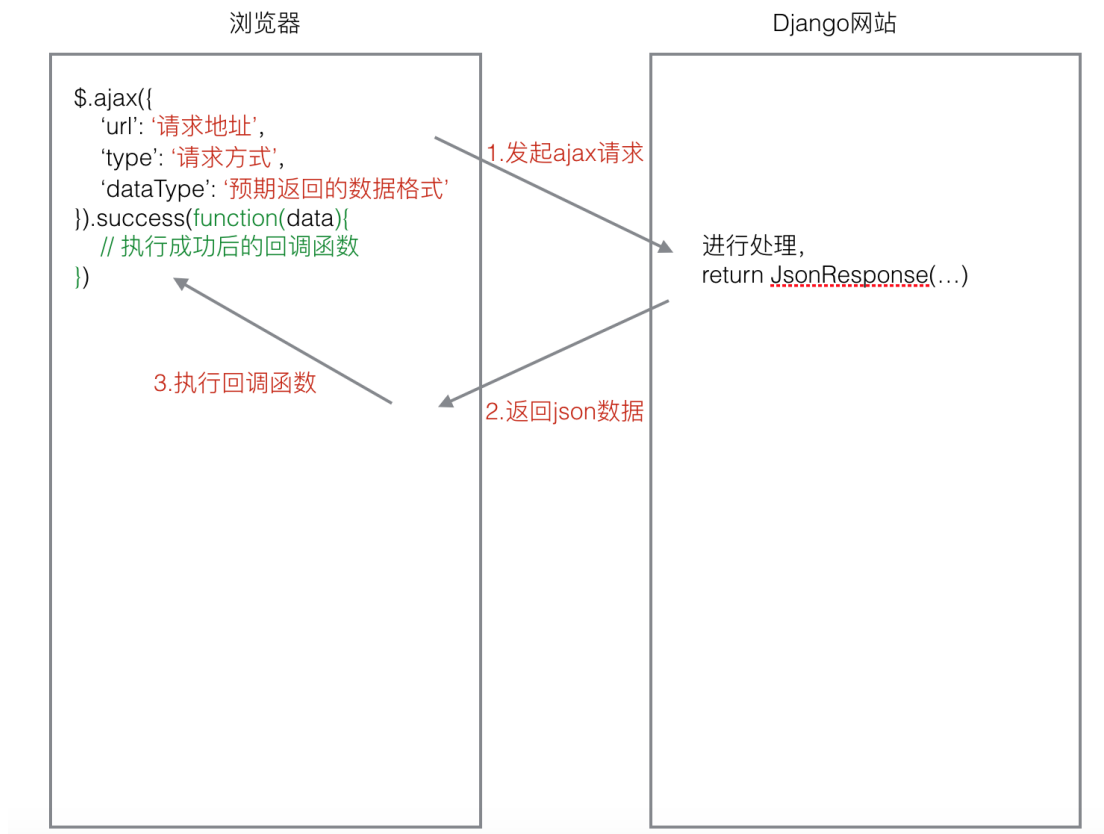 浏览器
Django网站
$.ajax({
‘url’: ‘请求地址’,
‘type’: ‘请求方式’,
‘dataType’: ‘预期返回的数据格式’
}).success(function(data){
// 执行成功后的回调函数
})
1.发起ajax请求
进行处理，
return JsonResponse(…)
3.执行回调函数
2.返回json数据